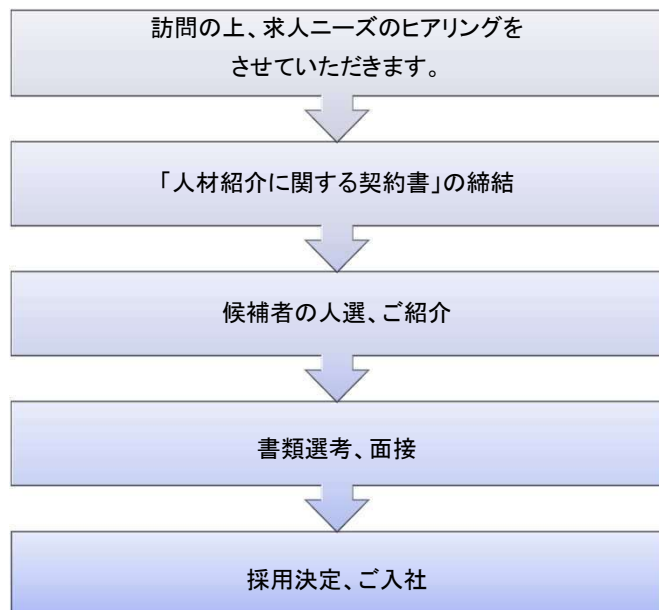 訪問の上、求人ニーズのヒアリングを
させていただきます。
「人材紹介に関する契約書」の締結
候補者の人選、ご紹介
書類選考、面接
採用決定、ご入社